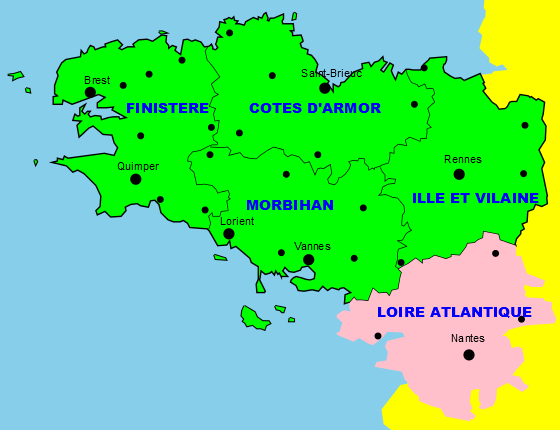 Saint-Brieuc
Brest
FINISTERE
COTES D'ARMOR
Rennes
Quimper
ILLE ET VILAINE
MORBIHAN
Lorient
Vannes
LOIRE ATLANTIQUE
Nantes